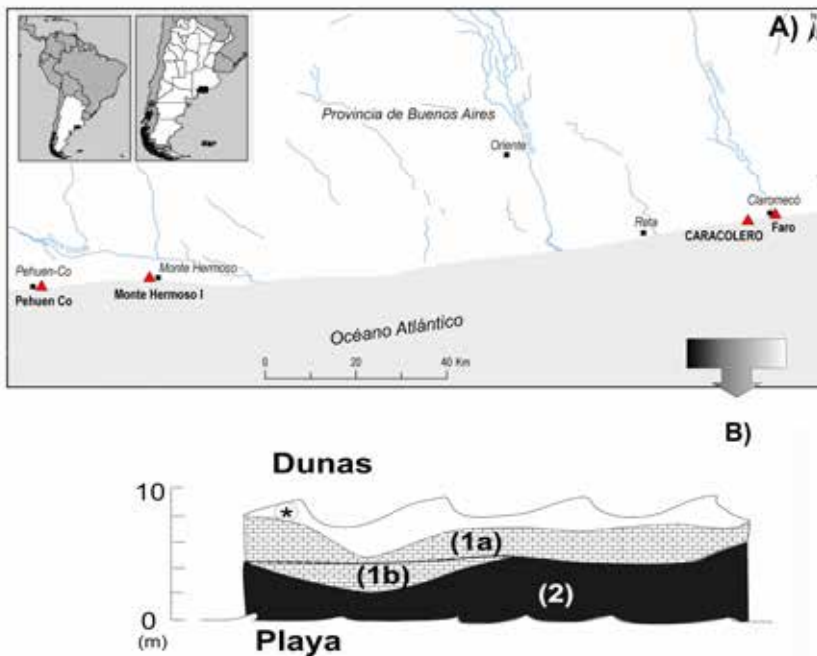 A)
Provincia de Buenos Aires
Oriente
Claromecó
Faro
Reta
CARACOLERO
Pehuen-Co
Monte Hermoso
Pehuen Co
Monte Hermoso I
Océano Atlántico
0 20 40 Km
B)
Dunas
10
*
(1a)
(1b)
(2)
0
(m)
Playa